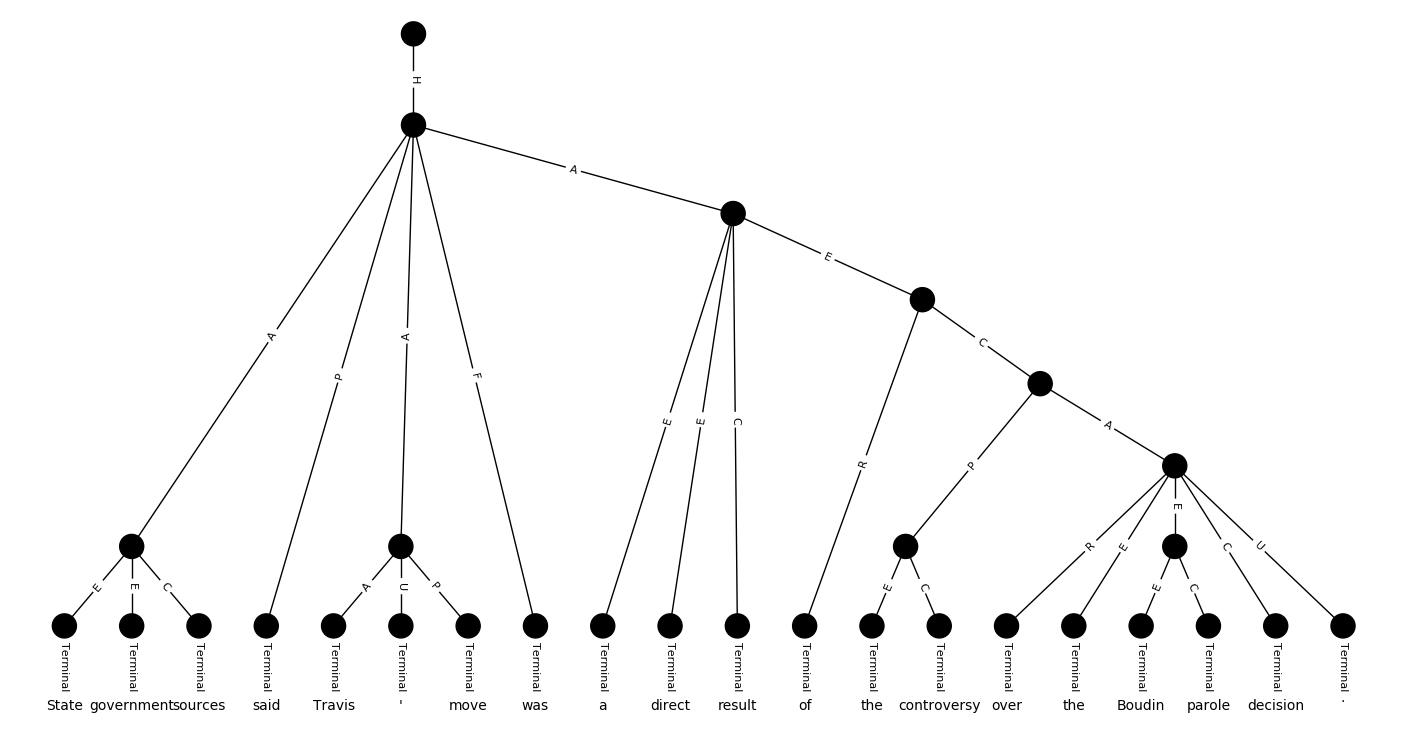 H
A
E
A
P
A
F
C
E
E
C
A
R
P
E
E
E
C
A
U
P
E
C
R
E
E
C
C
U
Terminal Terminal Terminal Terminal Terminal Terminal Terminal Terminal Terminal Terminal Terminal Terminal Terminal Terminal Terminal Terminal Terminal Terminal Terminal Terminal
State government sources said Travis ' move was a direct result of the controversy over the Boudin parole decision .